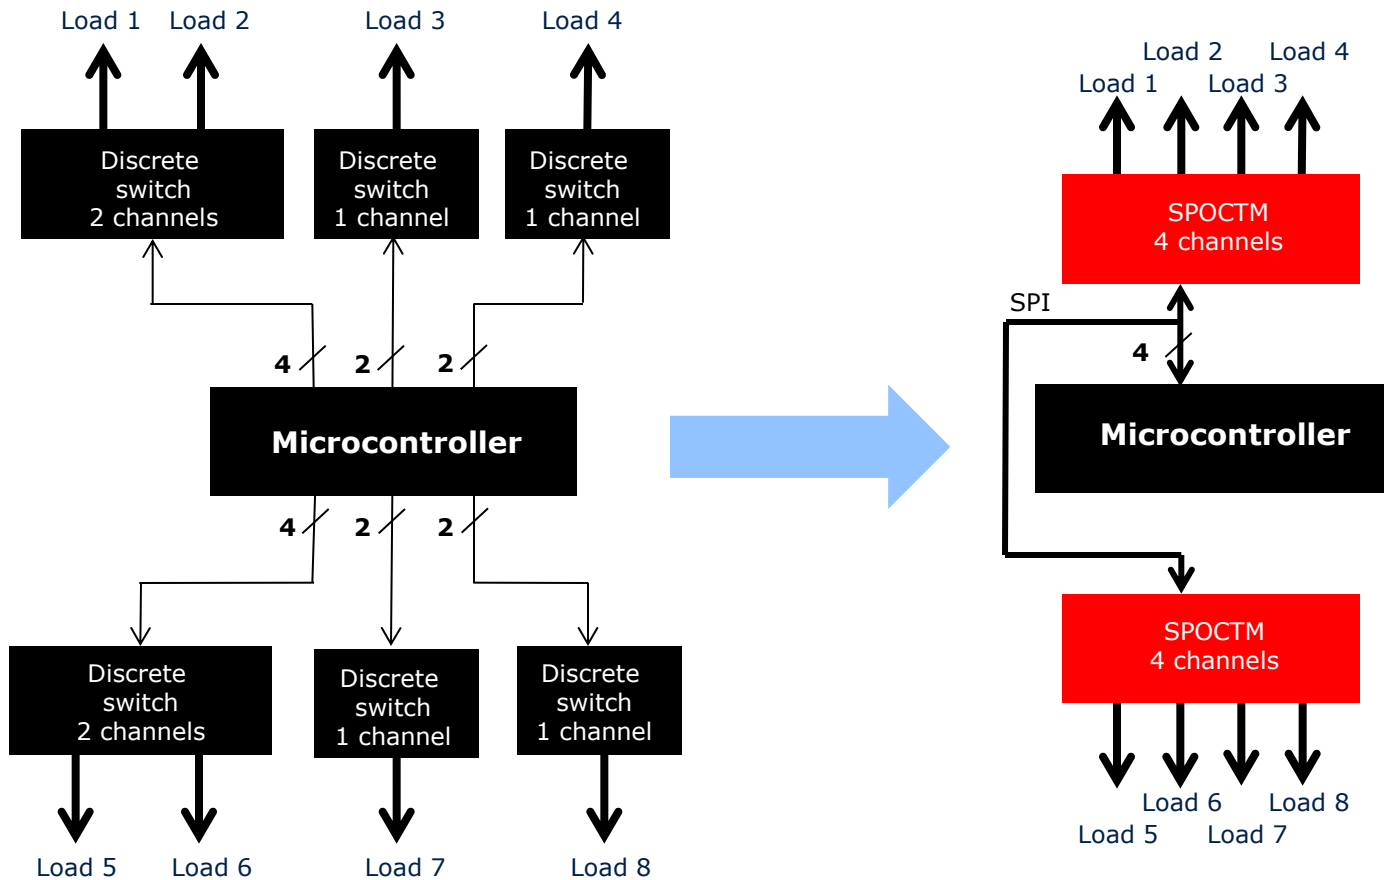 Load 1
Load 2
Load 3
Load 4
Discrete
switch
2 channels
Discrete
switch
1 channel
Discrete
switch
1 channel
4
2
2
Microcontroller
4
2
2
Discrete
switch
2 channels
Discrete
switch
1 channel
Discrete
switch
1 channel
Load 5
Load 6
Load 7
Load 8
Load 2
Load 4
Load 1
Load 3
SPOCTM
4 channels
SPI
4
Microcontroller
SPOCTM
4 channels
Load 6
Load 8
Load 5
Load 7